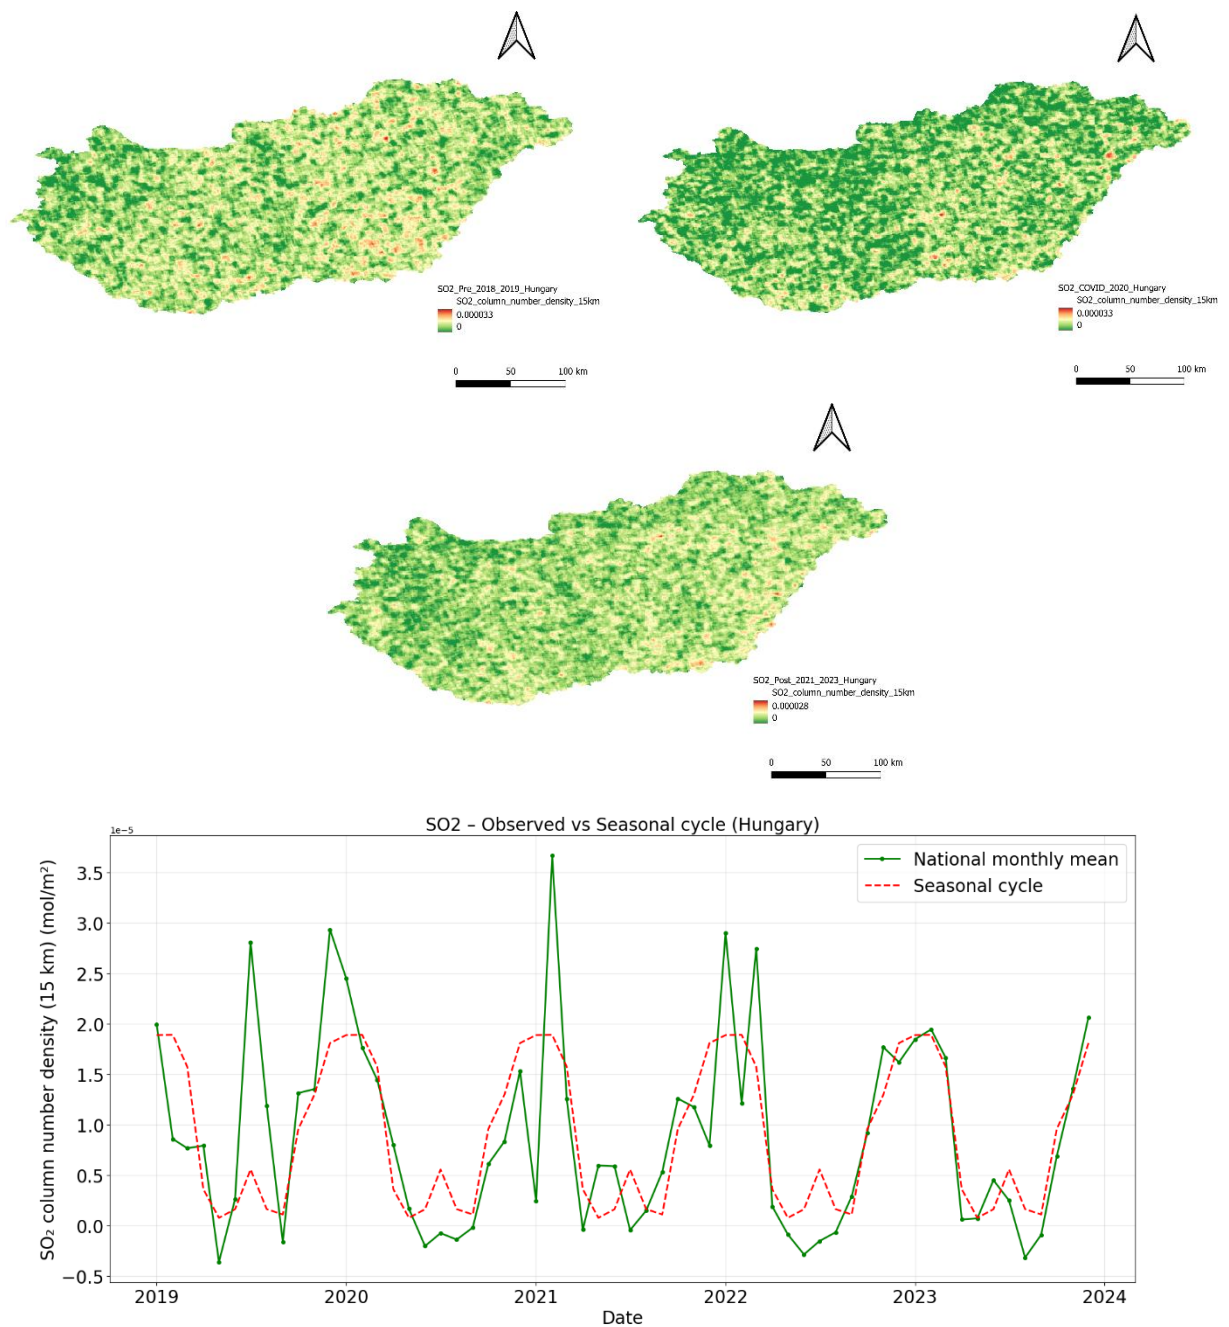 SO2_Pre_2018_2019_Hungary
SO2_column_number_density_15km
0.000033
0
0 50 100 km
SO2_COVID_2020_Hungary
SO2_column_number_density_15km
0.000033
0
0 50 100 km
SO2_Post_2021_2023_Hungary
SO2_column_number_density_15km
0.000028
0
0 50 100 km
SO2 – Observed vs Seasonal cycle (Hungary)
1e−5
National monthly mean
Seasonal cycle
SO₂ column number density (15 km) (mol/m²)
3.5
3.0
2.5
2.0
1.5
1.0
0.5
0.0
−0.5
2019 2020 2021 2022 2023 2024
Date